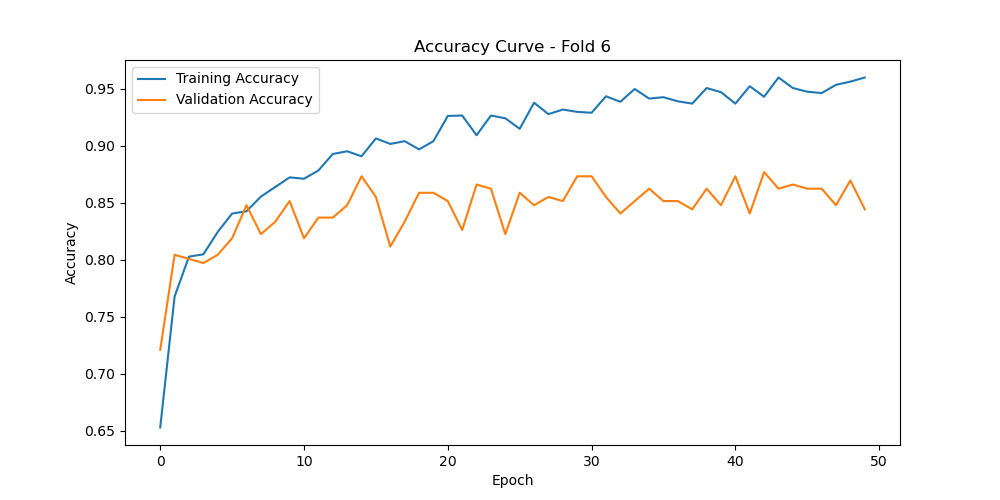 Accuracy Curve - Fold 6
Training Accuracy
Validation Accuracy
0.95
0.90
0.85
0.80
0.75
0.70
0.65
Accuracy
0 10 20 30 40 50
Epoch